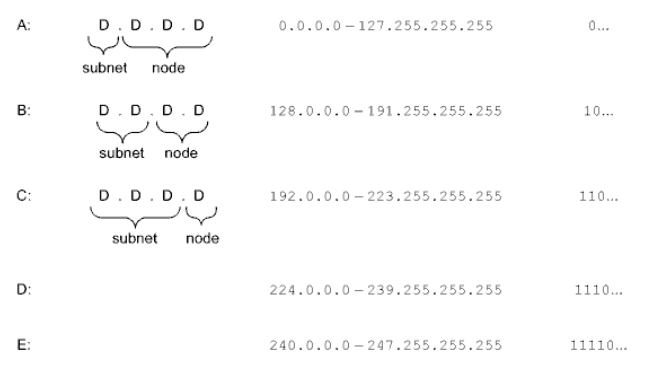 A: D . D . D . D 0.0.0.0 – 127.255.255.255 0...
subnet node
B: D . D . D . D 128.0.0.0 – 191.255.255.255 10...
subnet node
C: D . D . D . D 192.0.0.0 – 223.255.255.255 110...
subnet node
D: 224.0.0.0 – 239.255.255.255 1110...
E: 240.0.0.0 – 247.255.255.255 11110...